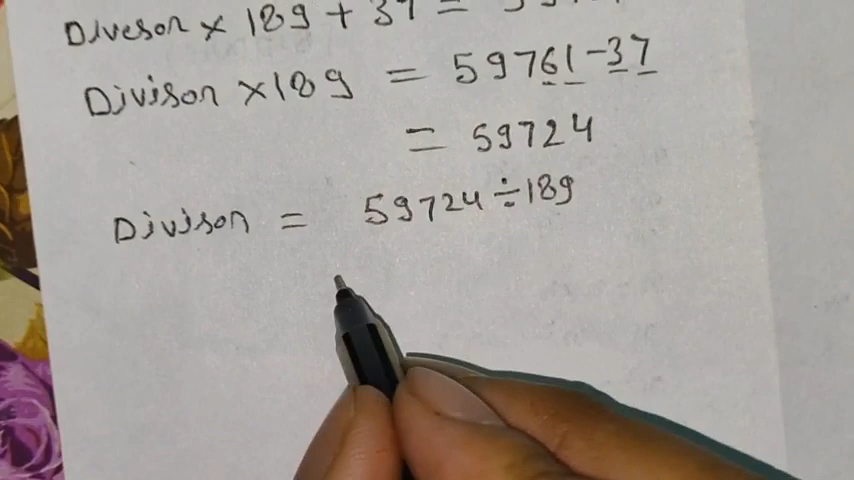 Diveson × 189 + 37 =
Divison ×189 = 59761 - 37
= 59724
Divison = 59724 ÷ 189